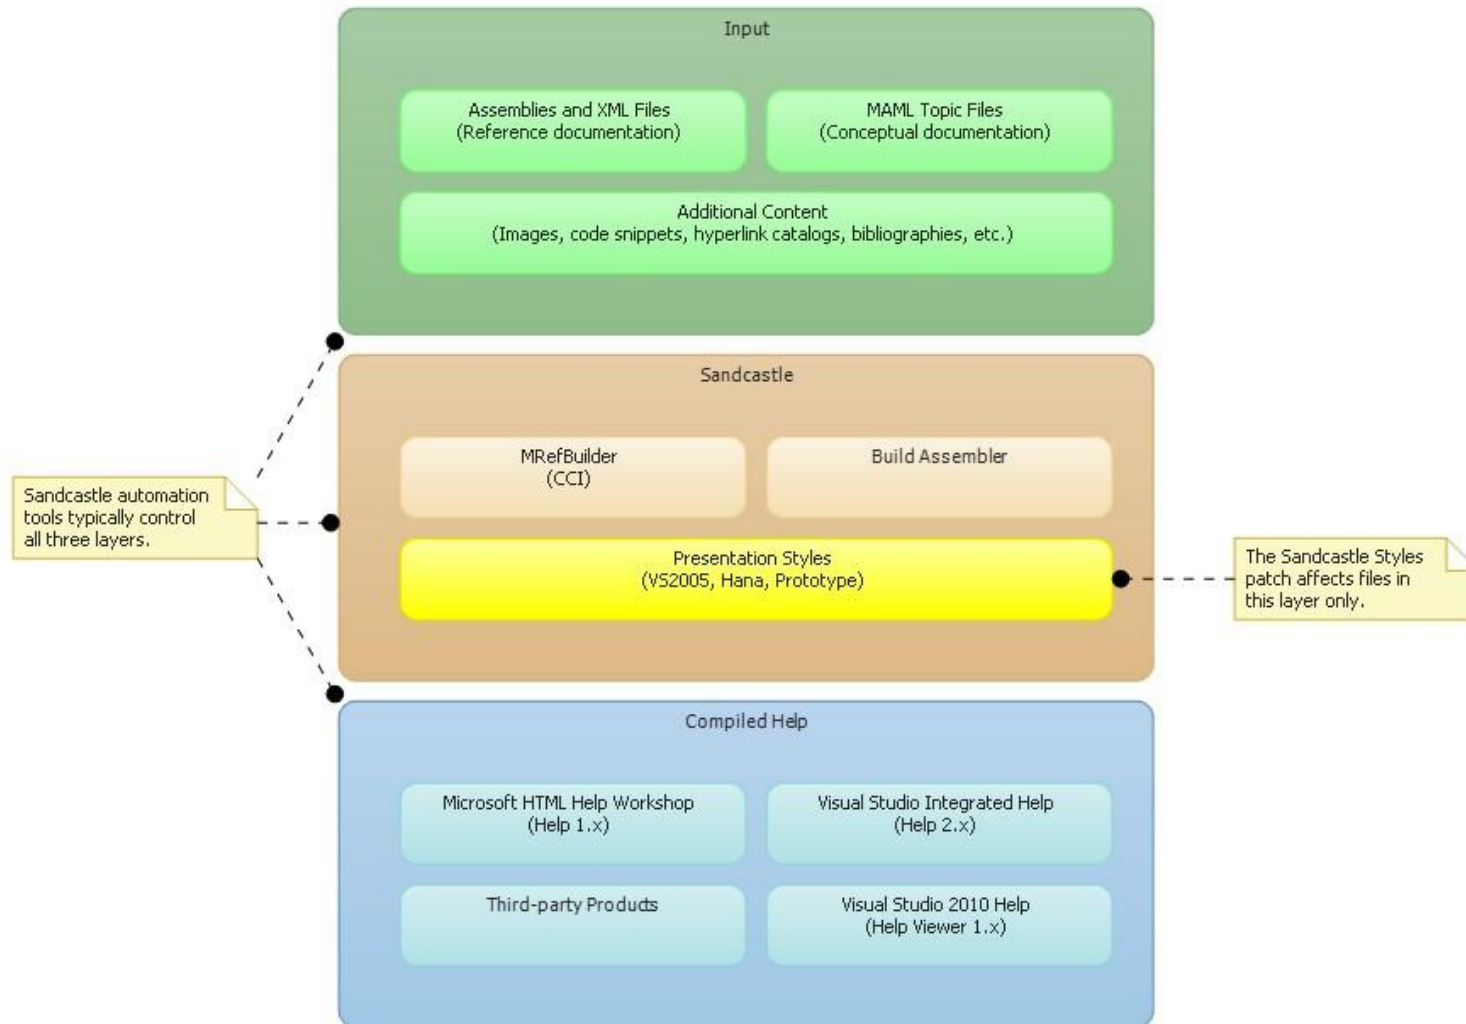 Input
Assemblies and XML Files
(Reference documentation)
MAML Topic Files
(Conceptual documentation)
Additional Content
(Images, code snippets, hyperlink catalogs, bibliographies, etc.)
Sandcastle
MRefBuilder
(CCI)
Build Assembler
Sandcastle automation
tools typically control
all three layers.
Presentation Styles
(VS2005, Hana, Prototype)
The Sandcastle Styles
patch affects files in
this layer only.
Compiled Help
Microsoft HTML Help Workshop
(Help 1.x)
Visual Studio Integrated Help
(Help 2.x)
Third-party Products
Visual Studio 2010 Help
(Help Viewer 1.x)